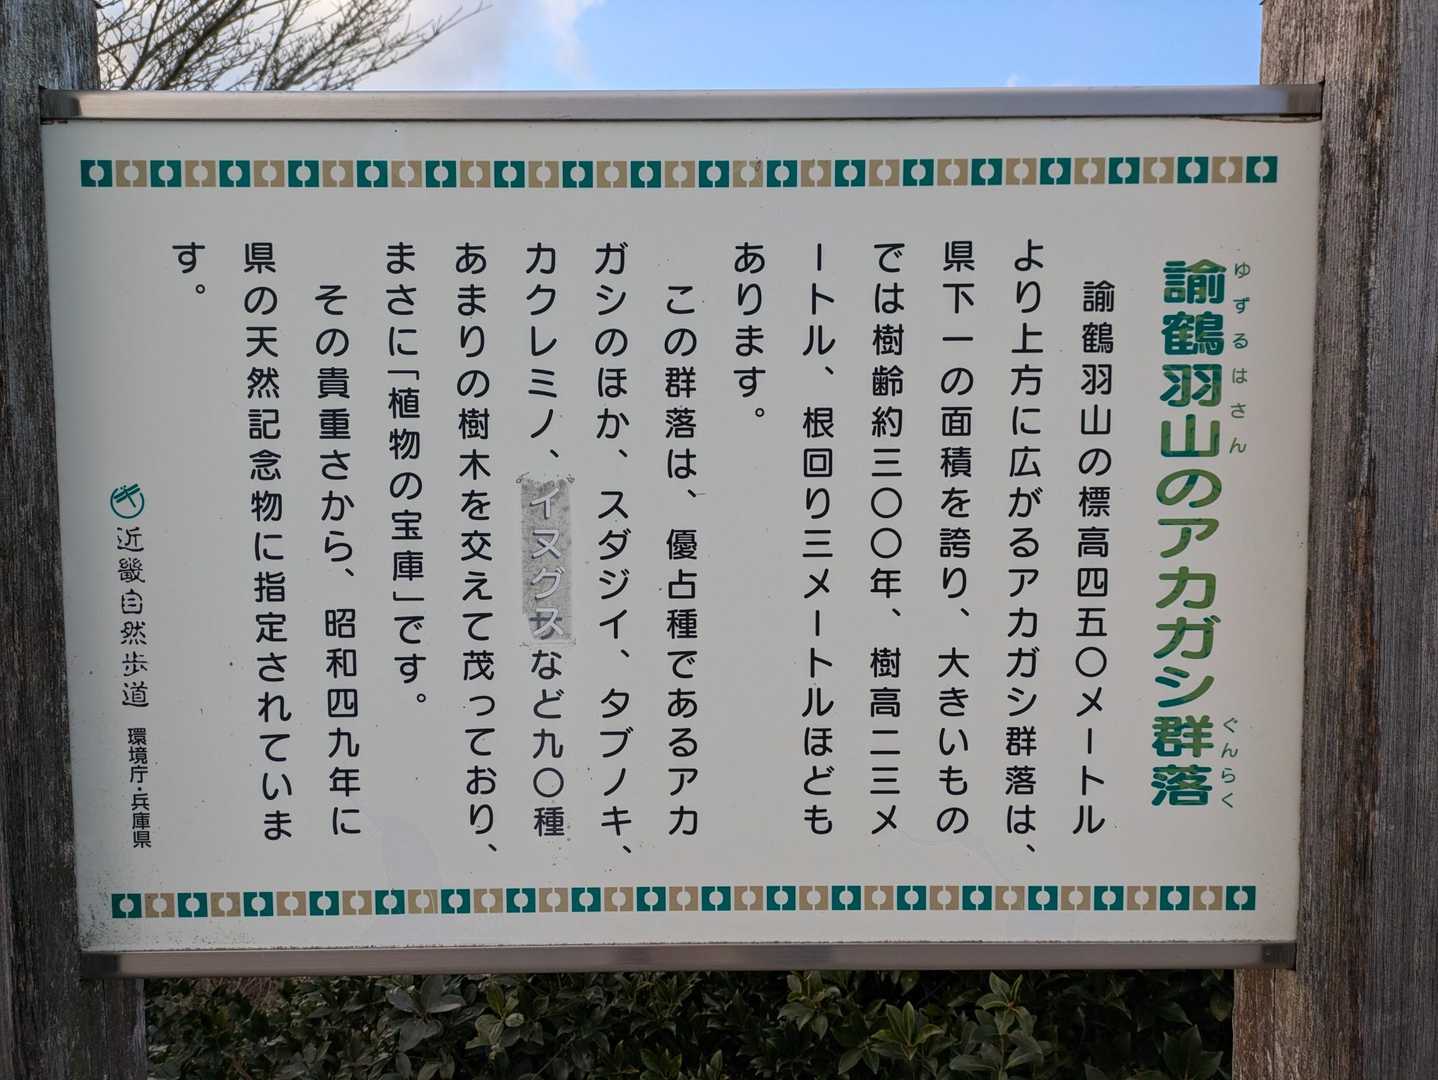 諭鶴羽山のアカガシ群落
ゆずるはさん
ぐんらく
諭鶴羽山の標高四五〇メートル
より上方に広がるアカガシ群落は、
県下一の面積を誇り、大きいもの
では樹齢約三〇〇年、樹高二三メ
ートル、根回り三メートルほども
あります。
この群落は、優占種であるアカ
ガシのほか、スダジイ、タブノキ、
カクレミノ、イヌグスなど九〇種
あまりの樹木を交えて茂っており、
まさに「植物の宝庫」です。
その貴重さから、昭和四九年に
県の天然記念物に指定されていま
す。
近畿自然歩道 環境庁・兵庫県